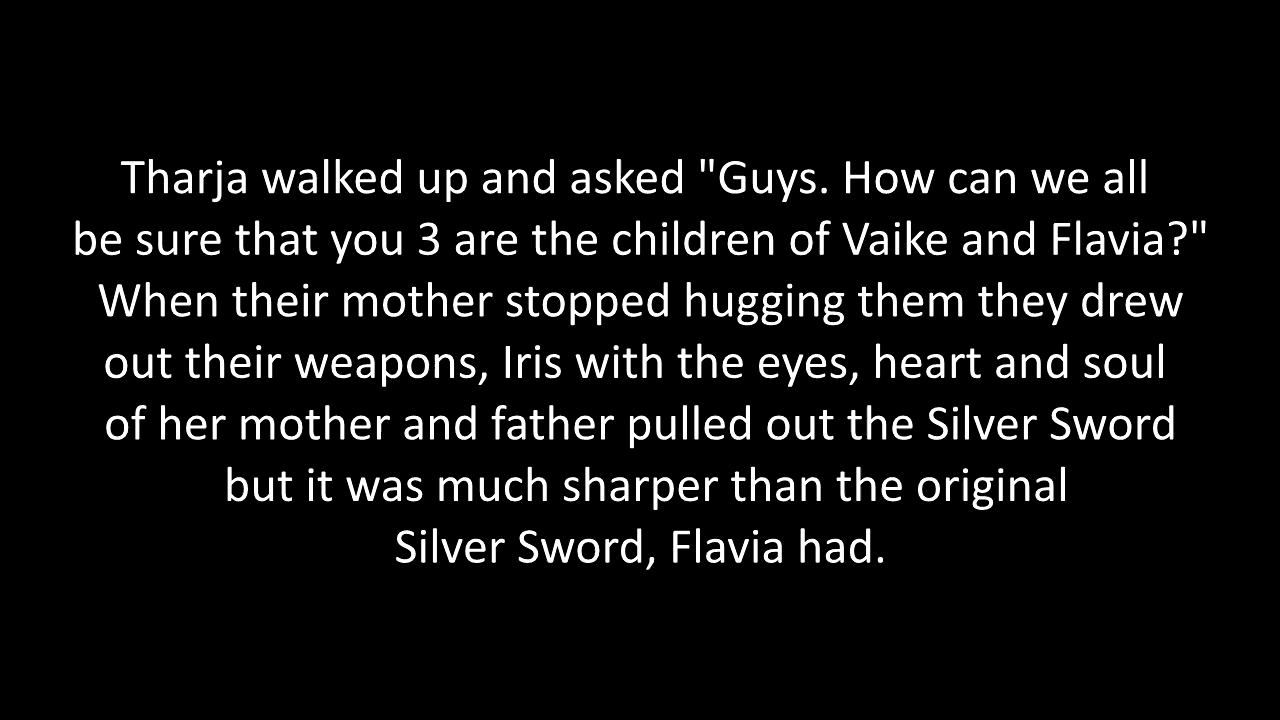 Tharja walked up and asked "Guys. How can we all
be sure that you 3 are the children of Vaike and Flavia?"
When their mother stopped hugging them they drew
out their weapons, Iris with the eyes, heart and soul
of her mother and father pulled out the Silver Sword
but it was much sharper than the original
Silver Sword, Flavia had.